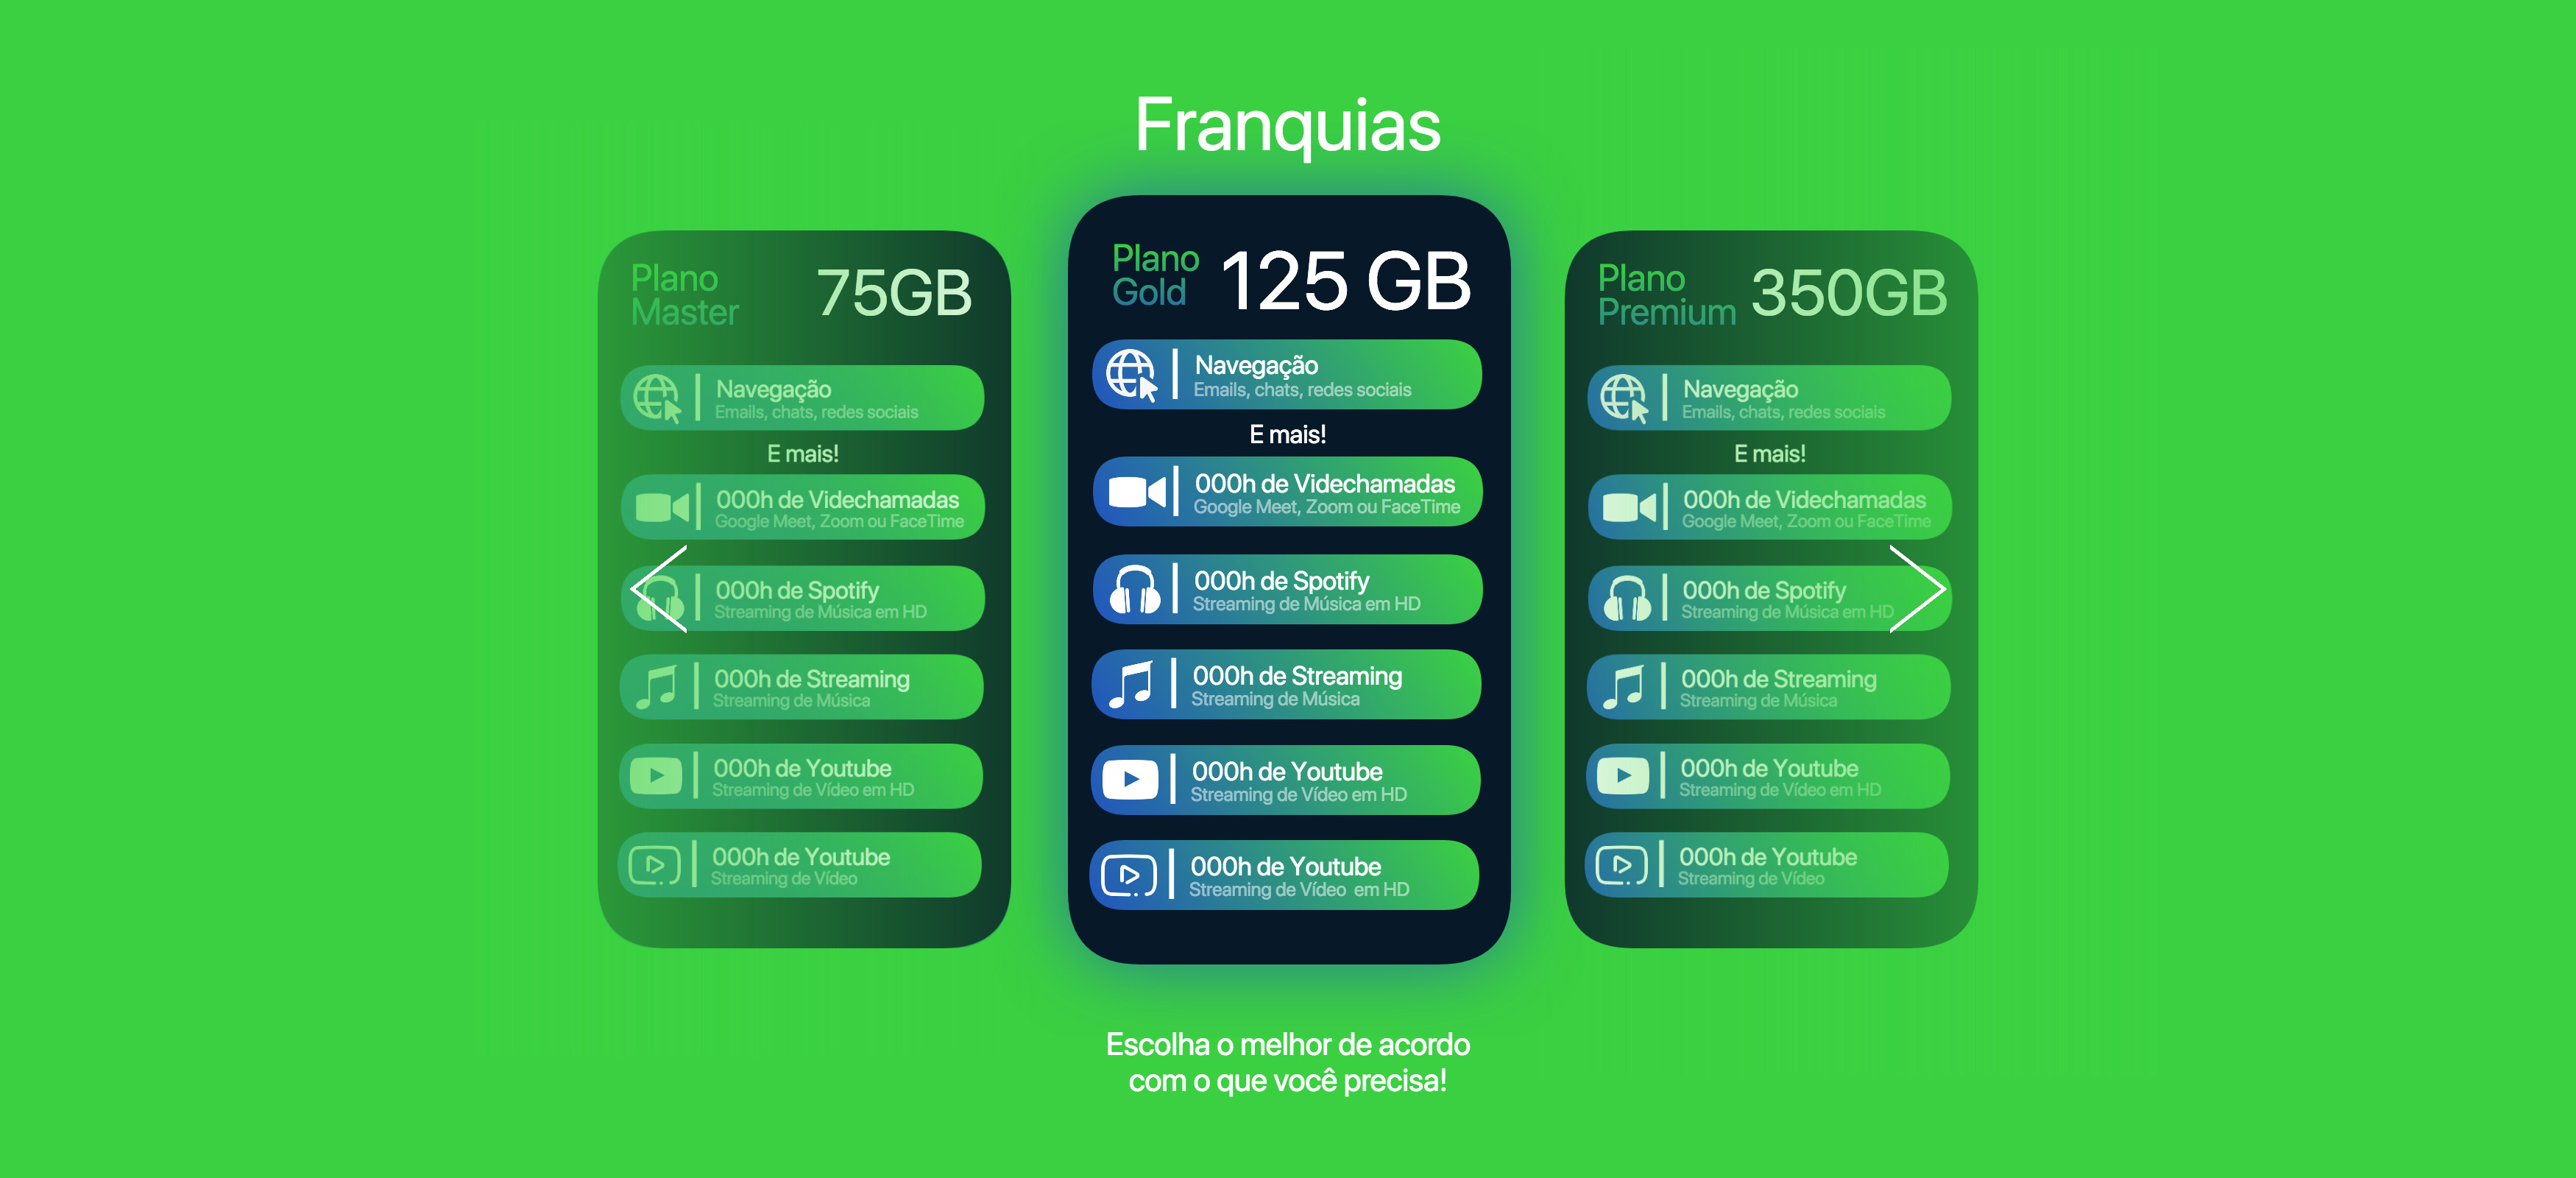 Franquias
Plano
Master
75GB
Navegação
Emails, chats, redes sociais
E mais!
000h de Videchamadas
Google Meet, Zoom ou FaceTime
000h de Spotify
Streaming de Música em HD
000h de Streaming
Streaming de Música
000h de Youtube
Streaming de Vídeo em HD
000h de Youtube
Streaming de Vídeo
Plano
Gold
125 GB
Navegação
Emails, chats, redes sociais
E mais!
000h de Videchamadas
Google Meet, Zoom ou FaceTime
000h de Spotify
Streaming de Música em HD
000h de Streaming
Streaming de Música
000h de Youtube
Streaming de Vídeo em HD
000h de Youtube
Streaming de Vídeo em HD
Plano
Premium
350GB
Navegação
Emails, chats, redes sociais
E mais!
000h de Videchamadas
Google Meet, Zoom ou FaceTime
000h de Spotify
Streaming de Música em HD
000h de Streaming
Streaming de Música
000h de Youtube
Streaming de Vídeo em HD
000h de Youtube
Streaming de Vídeo
Escolha o melhor de acordo
com o que você precisa!